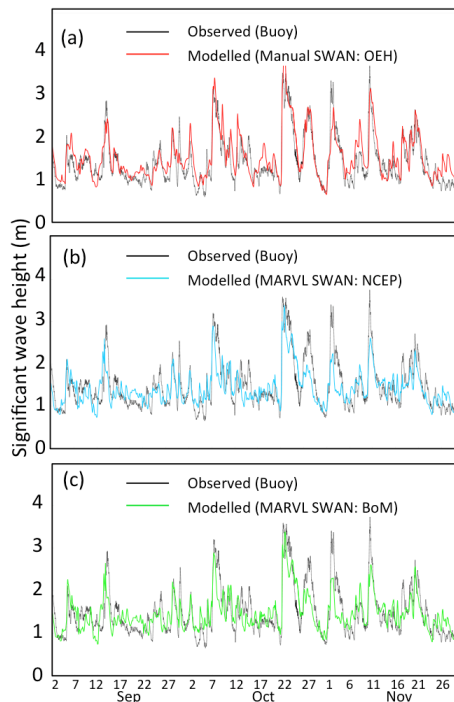 (a)
Observed (Buoy)
Modelled (Manual SWAN: OEH)
4
3
2
1
0
(b)
Observed (Buoy)
Modelled (MARVL SWAN: NCEP)
4
3
2
1
0
Significant wave height (m)
(c)
Observed (Buoy)
Modelled (MARVL SWAN: BoM)
4
3
2
1
0
2 7 12 17 22 27 2 7 12 17 22 27 1 6 11 16 21 26
Sep Oct Nov